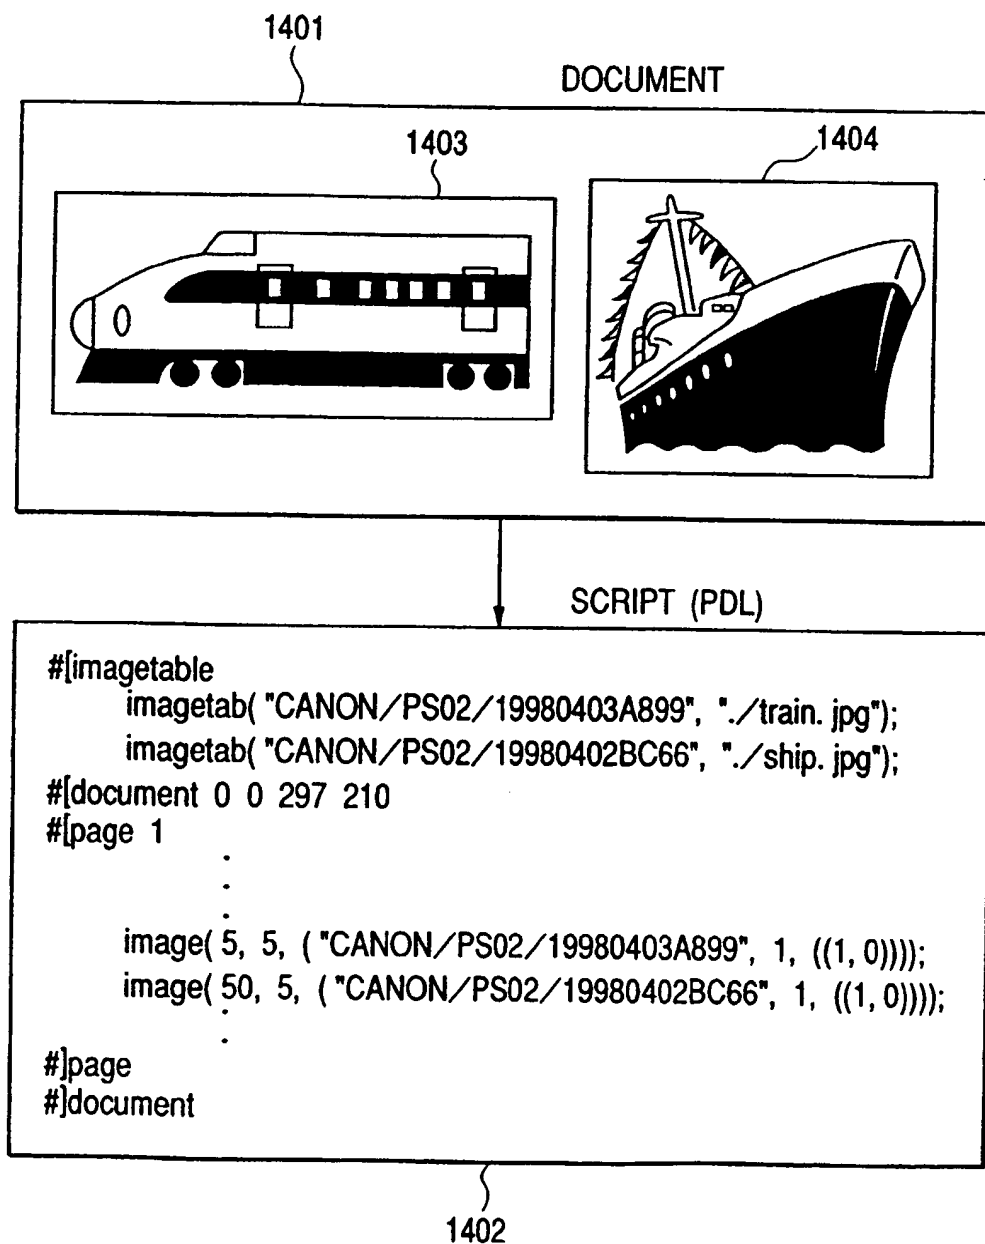 1401
DOCUMENT
1403
1404
SCRIPT (PDL)
#[imagetable
imagetab( "CANON/PS02/19980403A899", "./train. jpg");
imagetab( "CANON/PS02/19980402BC66", "./ship. jpg");
#[document 0 0 297 210
#[page 1
.
.
.
image( 5, 5, ( "CANON/PS02/19980403A899", 1, ((1, 0))));
image( 50, 5, ( "CANON/PS02/19980402BC66", 1, ((1, 0))));
.
.
#]page
#]document
1402